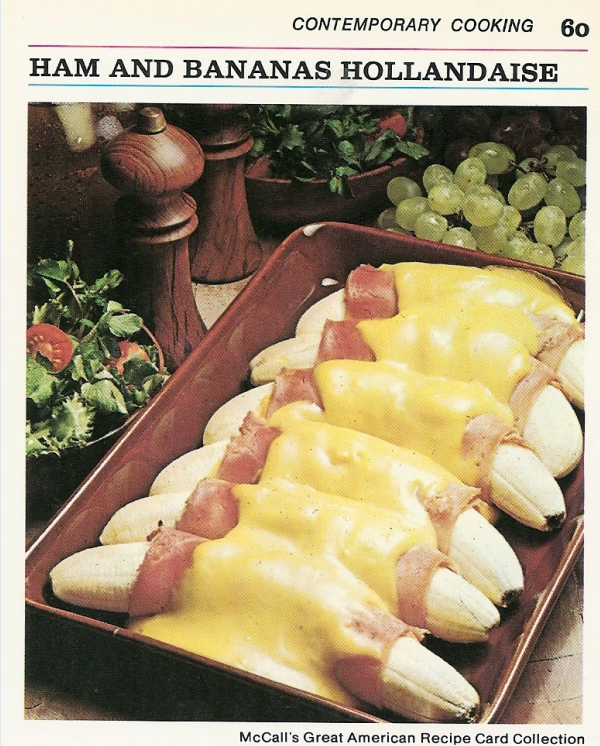 CONTEMPORARY COOKING 60
HAM AND BANANAS HOLLANDAISE
McCall's Great American Recipe Card Collection